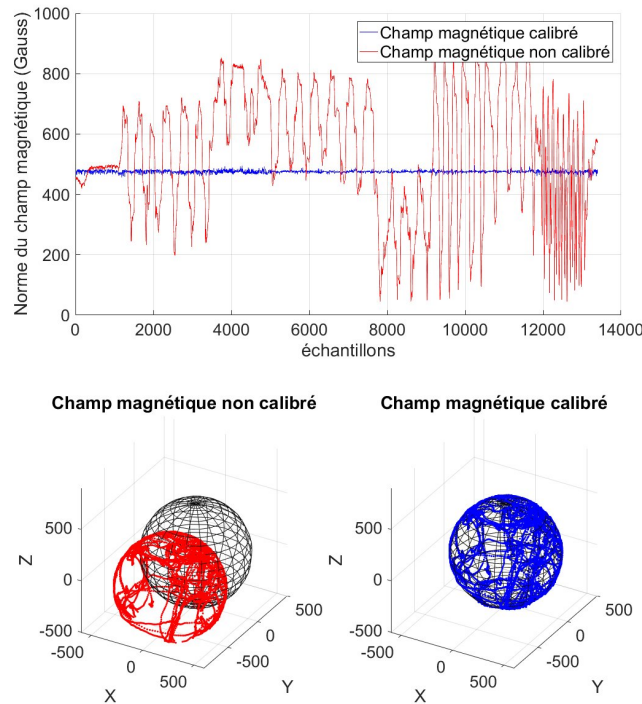 Norme du champ magnétique (Gauss)
1000
800
600
400
200
0
Champ magnétique calibré
Champ magnétique non calibré
0 2000 4000 6000 8000 10000 12000 14000
échantillons
Champ magnétique non calibré
Z
500
0
-500
-500 0 500
X
500
0
-500
Y
Champ magnétique calibré
Z
500
0
-500
-500 0 500
X
500
0
-500
Y